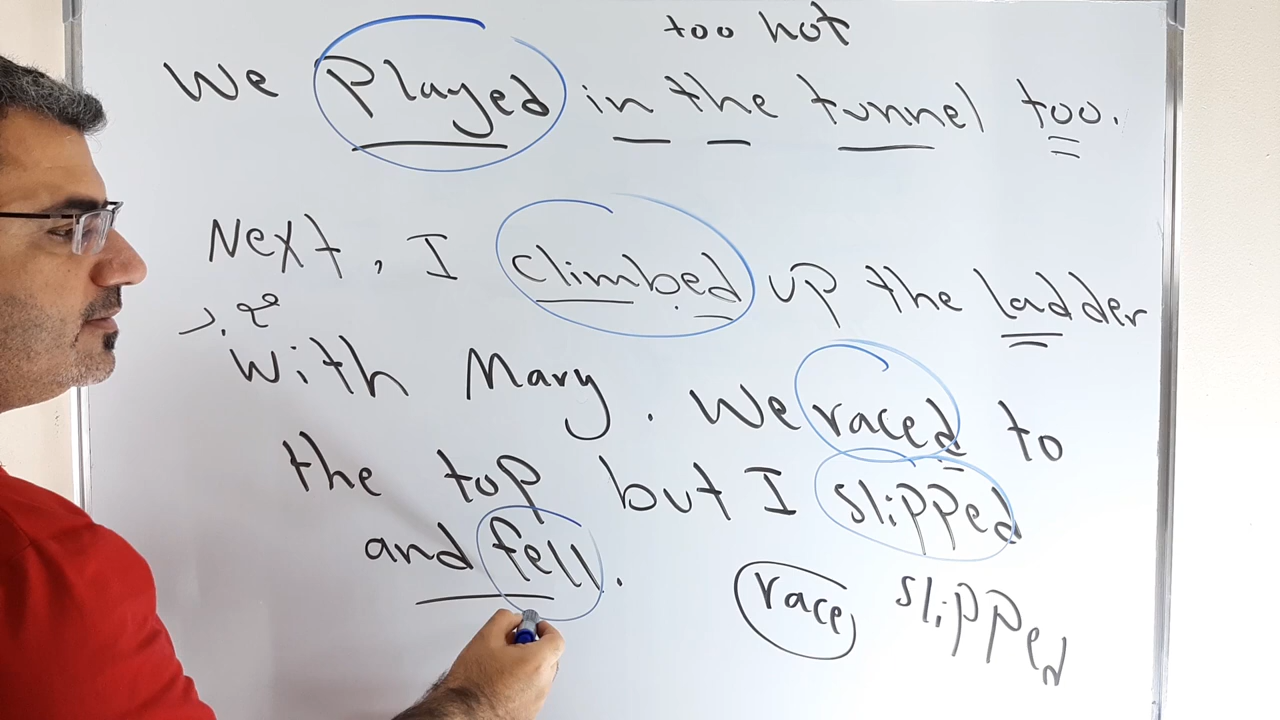 too hot
We Played in the tunnel too.
Next, I climbed up the ladder
with Mary. We raced to
the top but I slipped
and fell.
race slipped